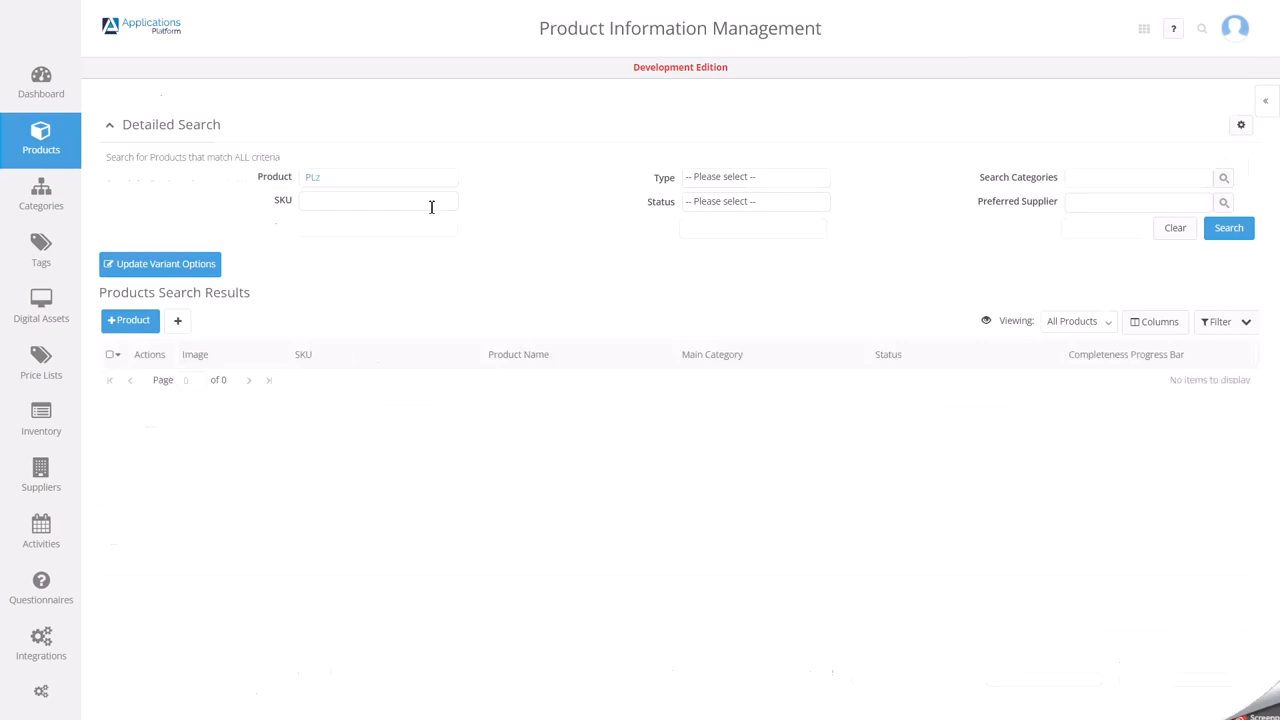 Applications
Platform
Product Information Management
?
Development Edition
Dashboard
Products
Categories
Tags
Digital Assets
Price Lists
Inventory
Suppliers
Activities
Questionnaires
Integrations
«
Detailed Search
Search for Products that match ALL criteria
Product PLz
Type -- Please select --
Search Categories
SKU
Status -- Please select --
Preferred Supplier
Clear Search
Update Variant Options
Products Search Results
+Product +
Viewing: All Products Columns Filter
Actions Image SKU Product Name Main Category Status Completeness Progress Bar
Page 0 of 0
No items to display